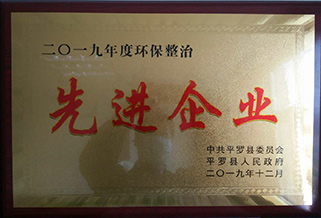 二〇一九年度环保整治
先进企业
中共平罗县委员会
平罗县人民政府
二〇一九年十二月